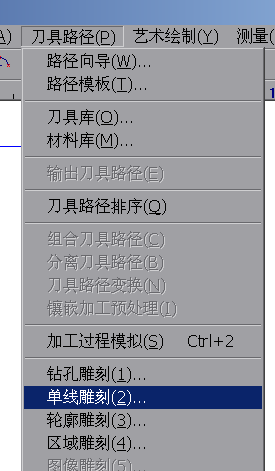 A) 刀具路径(P) 艺术绘制(Y) 测量(
路径向导(W)...
路径模板(T)...
刀具库(O)...
材料库(M)...
输出刀具路径(E)
刀具路径排序(Q)
组合刀具路径(C)
分离刀具路径(B)
刀具路径变换(N)
镶嵌加工预处理(I)
加工过程模拟(S) Ctrl+2
钻孔雕刻(1)...
单线雕刻(2)...
轮廓雕刻(3)...
区域雕刻(4)...
图像雕刻(5)...